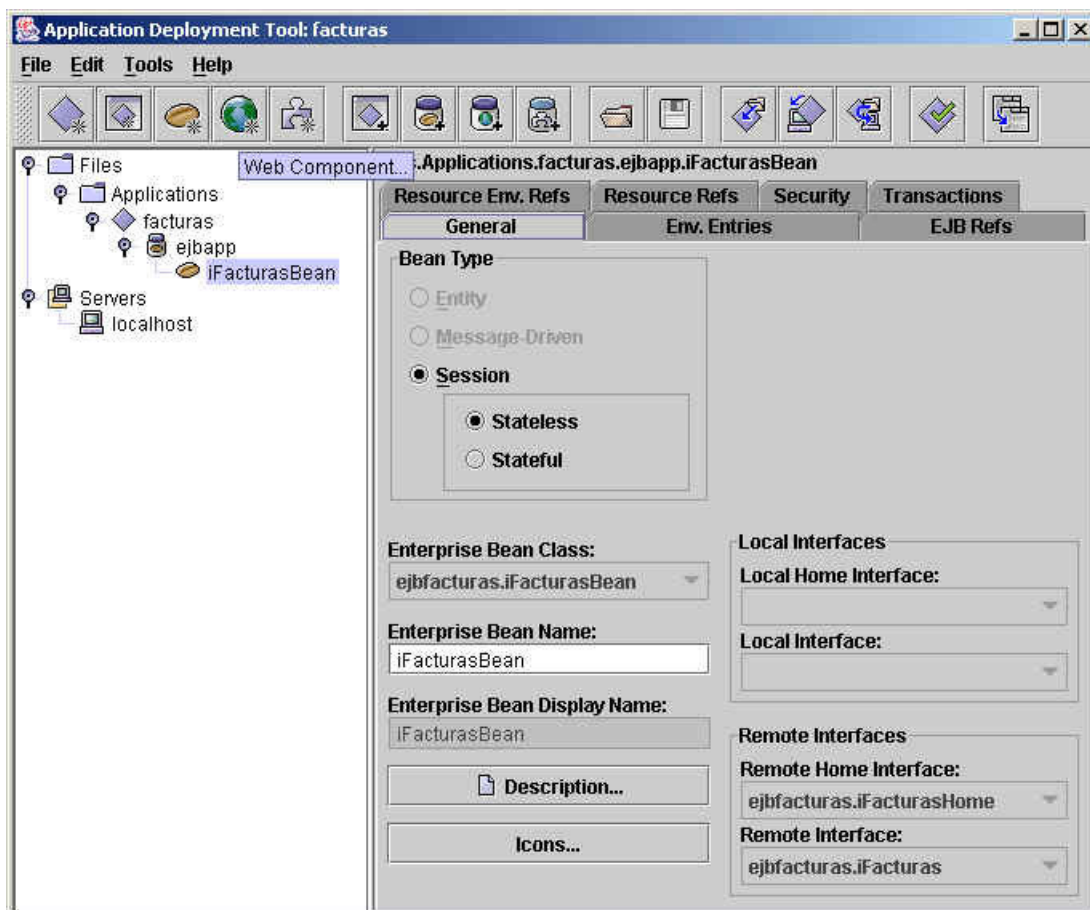 Application Deployment Tool: facturas
File Edit Tools Help
Files
Web Component...
.Applications.facturas.ejbapp.iFacturasBean
Applications
facturas
ejbapp
iFacturasBean
Servers
localhost
Resource Env. Refs Resource Refs Security Transactions
General Env. Entries EJB Refs
Bean Type
Entity
Message-Driven
Session
Stateless
Stateful
Enterprise Bean Class:
ejbfacturas.iFacturasBean
Enterprise Bean Name:
iFacturasBean
Enterprise Bean Display Name:
iFacturasBean
Description...
Icons...
Local Interfaces
Local Home Interface:
Local Interface:
Remote Interfaces
Remote Home Interface:
ejbfacturas.iFacturasHome
Remote Interface:
ejbfacturas.iFacturas